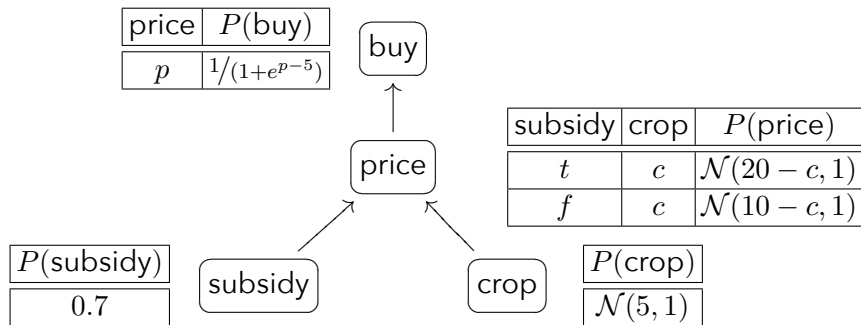 price P(buy)
p 1/(1+e^{p−5})
buy
price
subsidy crop P(price)
t c 𝒩(20 − c, 1)
f c 𝒩(10 − c, 1)
P(subsidy)
0.7
subsidy
crop
P(crop)
𝒩(5, 1)